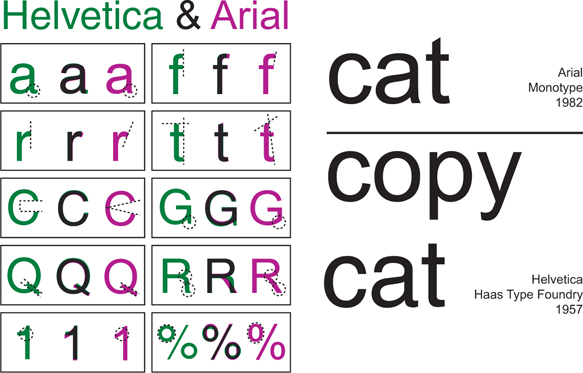 Helvetica & Arial
a a a f f f
r r r t t t
C C C G G G
Q Q Q R R R
1 1 1 % % %
cat
Arial
Monotype
1982
copy
cat
Helvetica
Haas Type Foundry
1957